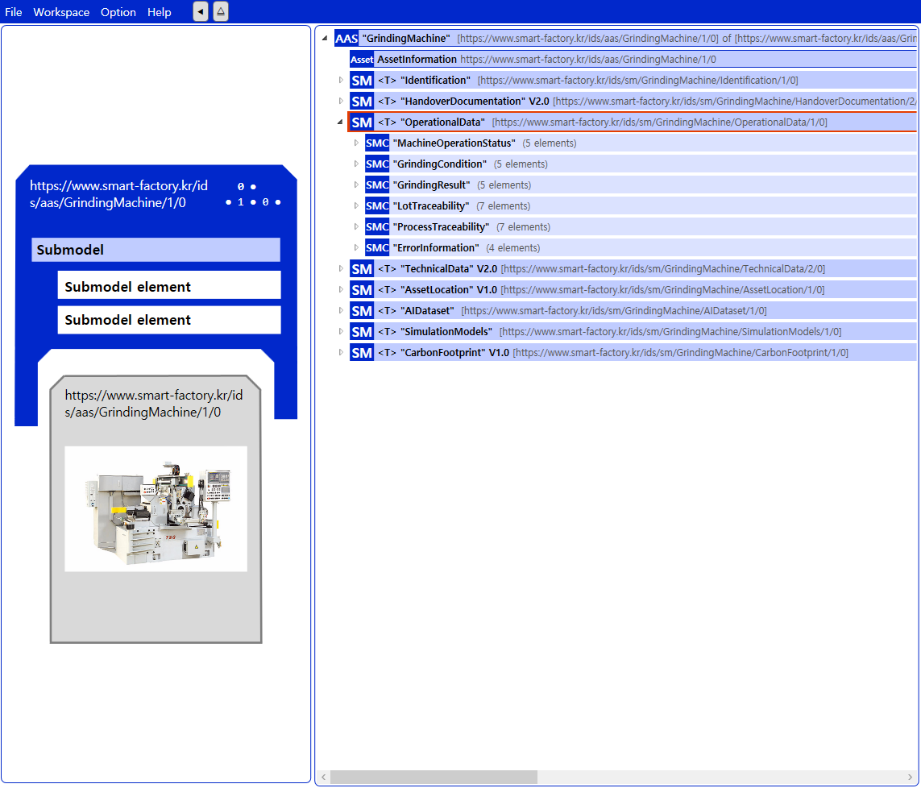 File Workspace Option Help
https://www.smart-factory.kr/id
s/aas/GrindingMachine/1/0
0
1 0
Submodel
Submodel element
Submodel element
https://www.smart-factory.kr/id
s/aas/GrindingMachine/1/0
AAS "GrindingMachine" [https://www.smart-factory.kr/ids/aas/GrindingMachine/1/0] of [https://www.smart-factory.kr/ids/aas/Grin
Asset AssetInformation https://www.smart-factory.kr/ids/aas/GrindingMachine/1/0
SM <T> "Identification" [https://www.smart-factory.kr/ids/sm/GrindingMachine/Identification/1/0]
SM <T> "HandoverDocumentation" V2.0 [https://www.smart-factory.kr/ids/sm/GrindingMachine/HandoverDocumentation/2/
SM <T> "OperationalData" [https://www.smart-factory.kr/ids/sm/GrindingMachine/OperationalData/1/0]
SMC "MachineOperationStatus" (5 elements)
SMC "GrindingCondition" (5 elements)
SMC "GrindingResult" (5 elements)
SMC "LotTraceability" (7 elements)
SMC "ProcessTraceability" (7 elements)
SMC "ErrorInformation" (4 elements)
SM <T> "TechnicalData" V2.0 [https://www.smart-factory.kr/ids/sm/GrindingMachine/TechnicalData/2/0]
SM <T> "AssetLocation" V1.0 [https://www.smart-factory.kr/ids/sm/GrindingMachine/AssetLocation/1/0]
SM <T> "AIDataset" [https://www.smart-factory.kr/ids/sm/GrindingMachine/AIDataset/1/0]
SM <T> "SimulationModels" [https://www.smart-factory.kr/ids/sm/GrindingMachine/SimulationModels/1/0]
SM <T> "CarbonFootprint" V1.0 [https://www.smart-factory.kr/ids/sm/GrindingMachine/CarbonFootprint/1/0]